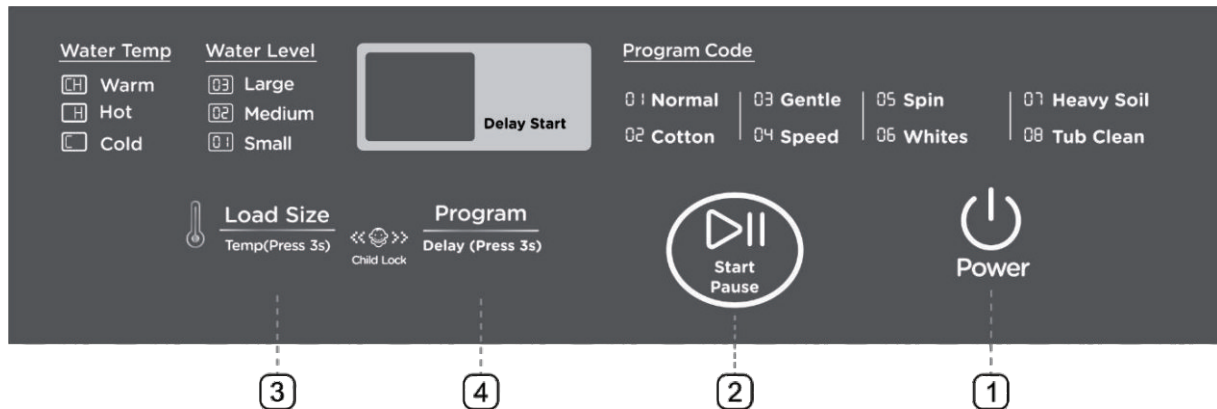 Water Temp
CH Warm
H Hot
C Cold
Water Level
03 Large
02 Medium
01 Small
Delay Start
Program Code
01 Normal
02 Cotton
03 Gentle
04 Speed
05 Spin
06 Whites
07 Heavy Soil
08 Tub Clean
Load Size
Temp(Press 3s)
<< >>
Child Lock
Program
Delay (Press 3s)
Start
Pause
Power
3
4
2
1